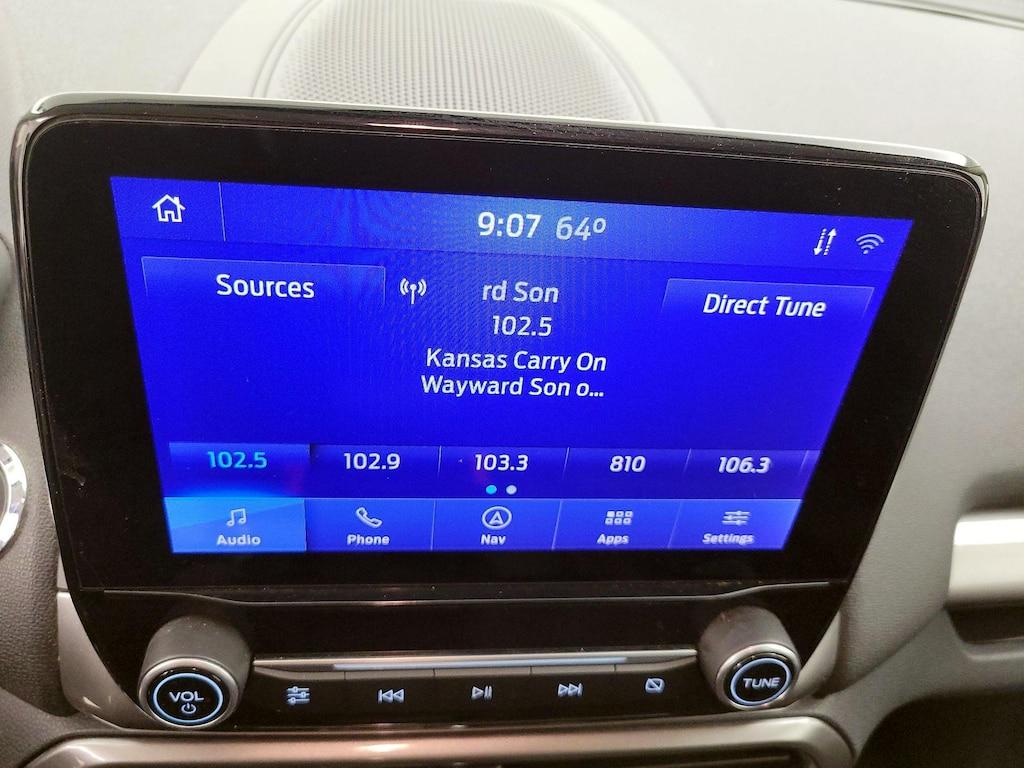 9:07 64º
Sources
rd Son
Direct Tune
102.5
Kansas Carry On
Wayward Son o...
102.5 102.9 103.3 810 106.3
Audio Phone Nav Apps Settings
VOL TUNE